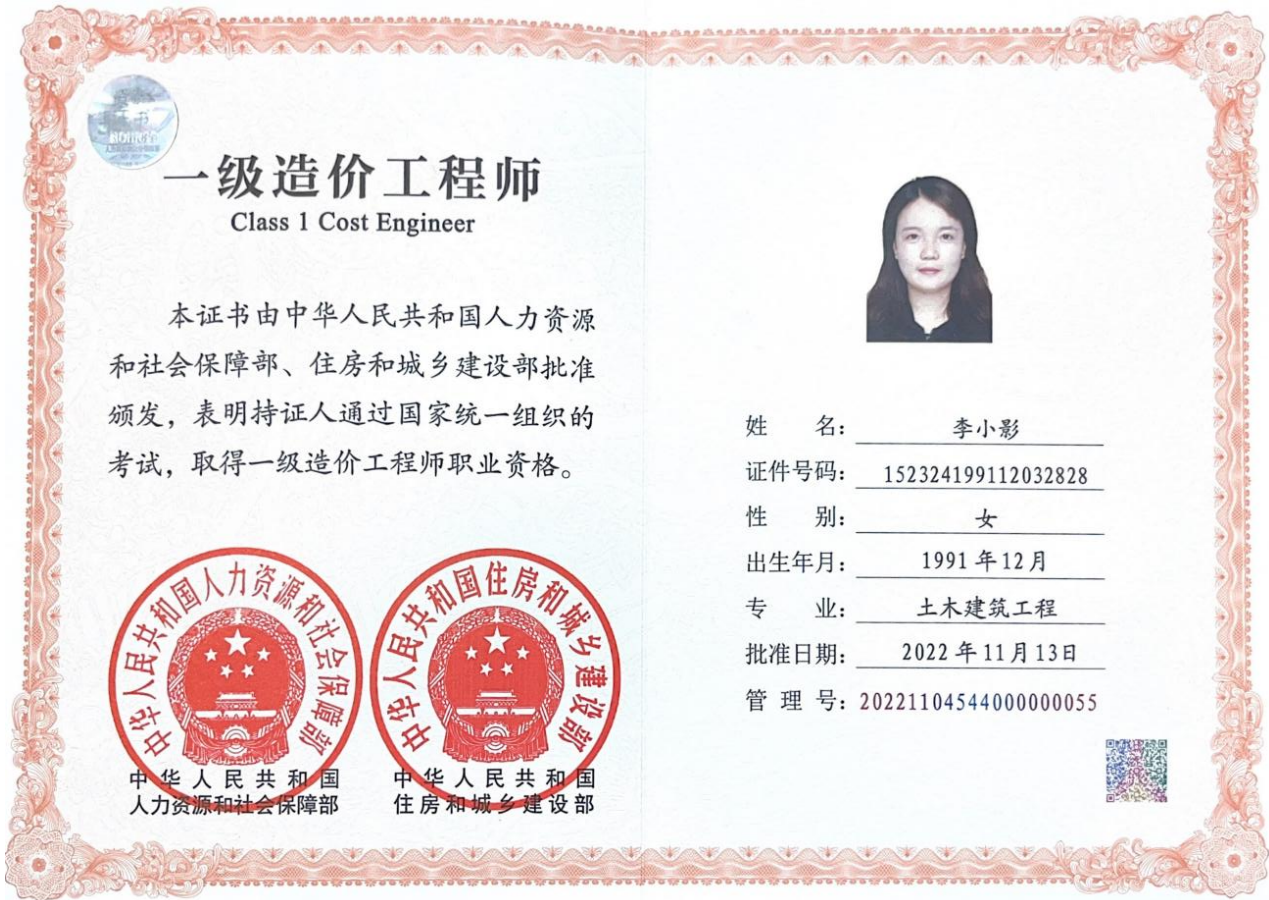 一级造价工程师
Class 1 Cost Engineer
本证书由中华人民共和国人力资源
和社会保障部、住房和城乡建设部批准
颁发，表明持证人通过国家统一组织的
考试，取得一级造价工程师职业资格。
中华人民共和国人力资源和社会保障部
中华人民共和国住房和城乡建设部
中华人民共和国
人力资源和社会保障部
中华人民共和国
住房和城乡建设部
姓名：李小影
证件号码：152324199112032828
性别：女
出生年月：1991年12月
专业：土木建筑工程
批准日期：2022年11月13日
管理号：20221104544000000055